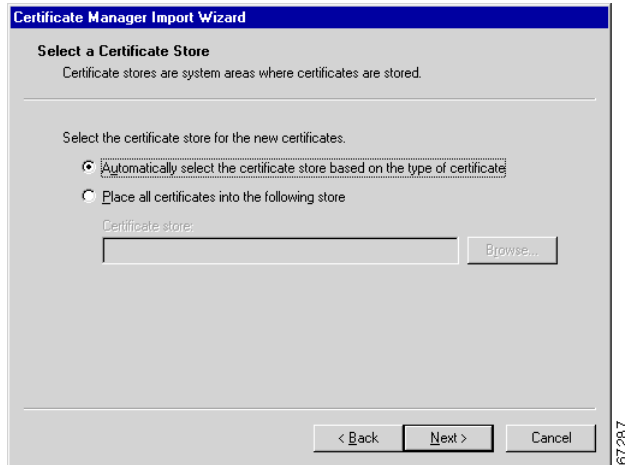 Certificate Manager Import Wizard
Select a Certificate Store
Certificate stores are system areas where certificates are stored.
Select the certificate store for the new certificates.
Automatically select the certificate store based on the type of certificate
Place all certificates into the following store
Certificate store:
Browse...
< Back
Next >
Cancel
67287